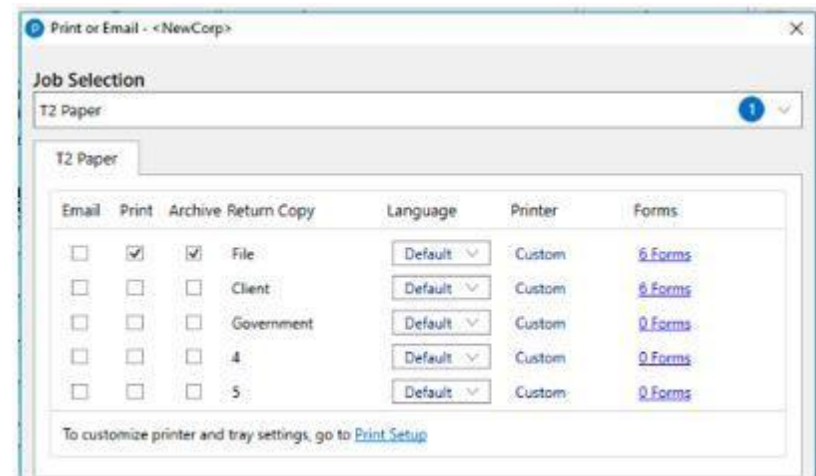 Print or Email - <NewCorp>
Job Selection
T2 Paper 1
T2 Paper
Email Print Archive Return Copy Language Printer Forms
File Default Custom 6 Forms
Client Default Custom 6 Forms
Government Default Custom 0 Forms
4 Default Custom 0 Forms
5 Default Custom 0 Forms
To customize printer and tray settings, go to Print Setup